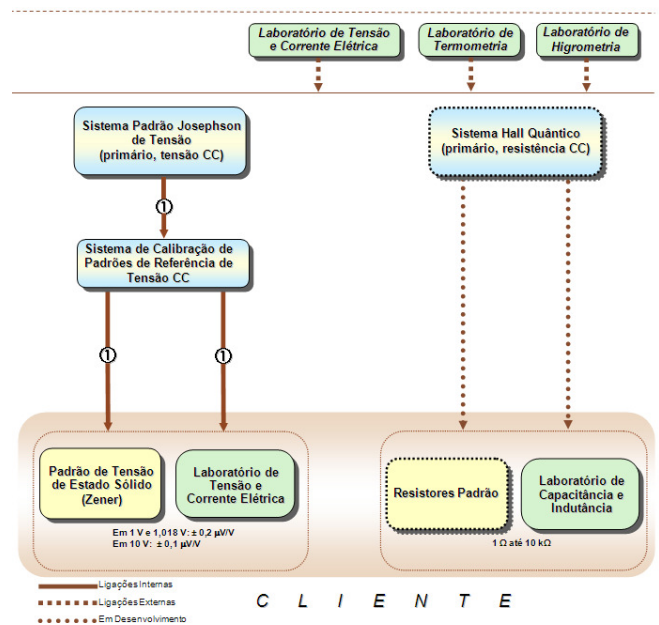 Laboratório de Tensão
e Corrente Elétrica
Laboratório de
Termometria
Laboratório de
Higrometria
Sistema Padrão Josephson
de Tensão
(primário, tensão CC)
Sistema Hall Quântico
(primário, resistência CC)
1
Sistema de Calibração de
Padrões de Referência de
Tensão CC
1
1
Padrão de Tensão
de Estado Sólido
(Zener)
Laboratório de
Tensão e
Corrente Elétrica
Em 1 V e 1,018 V: ± 0,2 µV/V
Em 10 V: ± 0,1 µV/V
Resistores Padrão
Laboratório de
Capacitância e
Indutância
1 Ω até 10 kΩ
Ligações Internas
Ligações Externas
Em Desenvolvimento
C L I E N T E